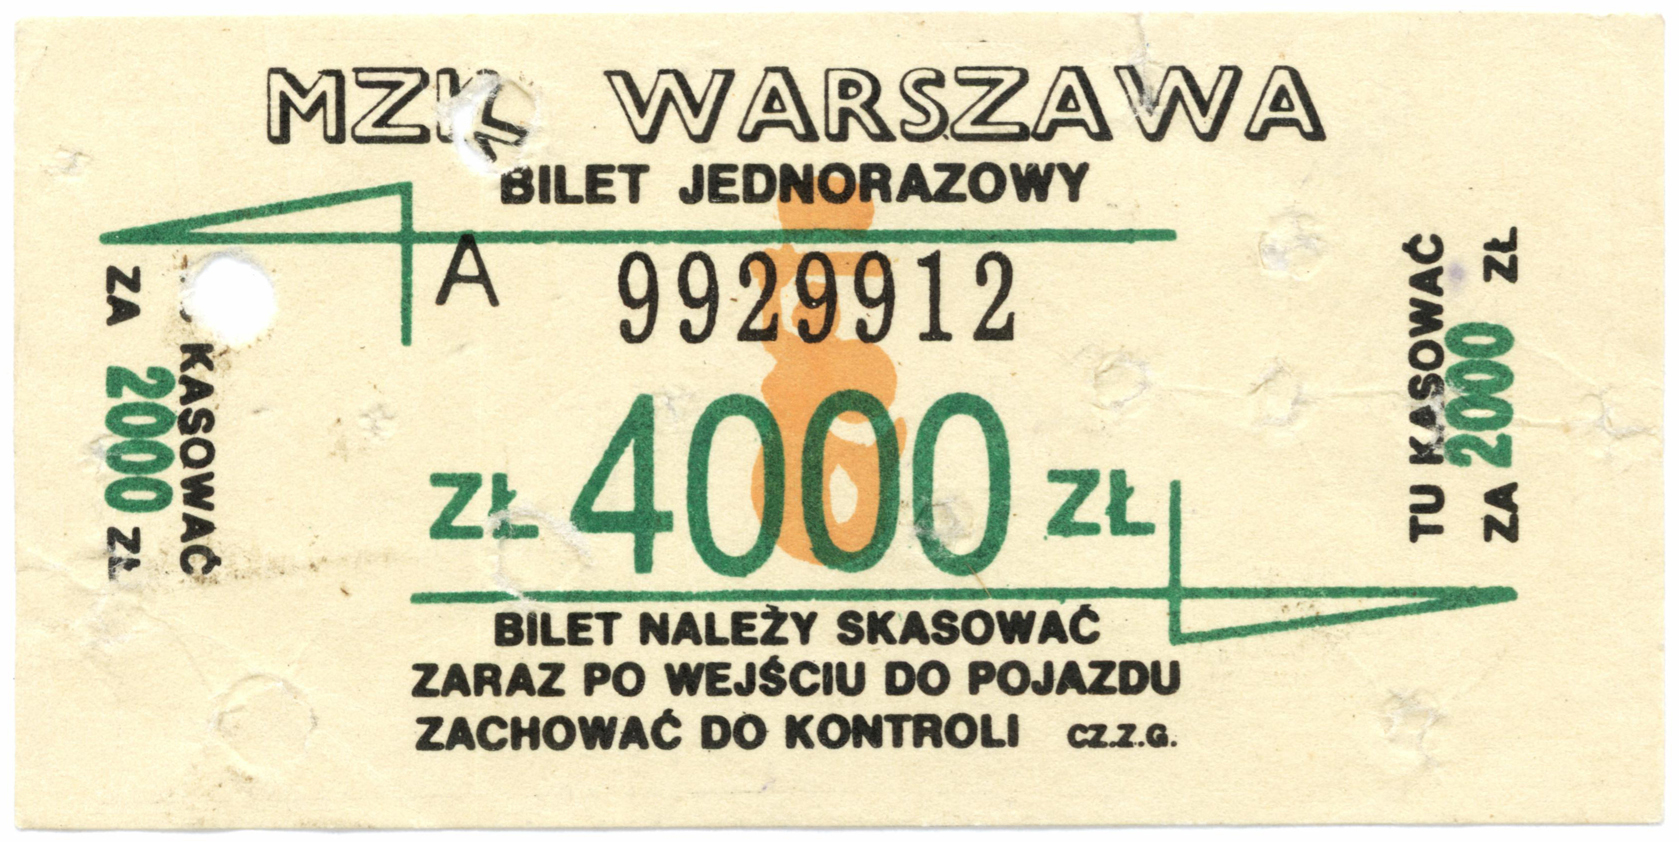 MZK WARSZAWA
BILET JEDNORAZOWY
A 9929912
ZŁ 4000 ZŁ
BILET NALEŻY SKASOWAĆ
ZARAZ PO WEJŚCIU DO POJAZDU
ZACHOWAĆ DO KONTROLI CZ.Z.G.
KASOWAĆ
ZA 2000 ZŁ
TU KASOWAĆ
ZA 2000 ZŁ